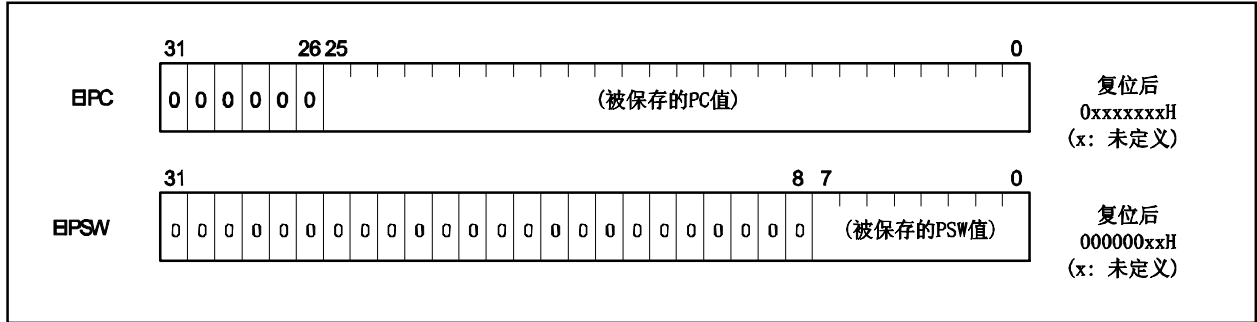 31 26 25 0
EIPC 0 0 0 0 0 0 (被保存的PC值) 复位后
0xxxxxxxH
(x: 未定义)
31 8 7 0
EIPSW 0 0 0 0 0 0 0 0 0 0 0 0 0 0 0 0 0 0 0 0 0 0 0 0 (被保存的PSW值) 复位后
000000xxH
(x: 未定义)